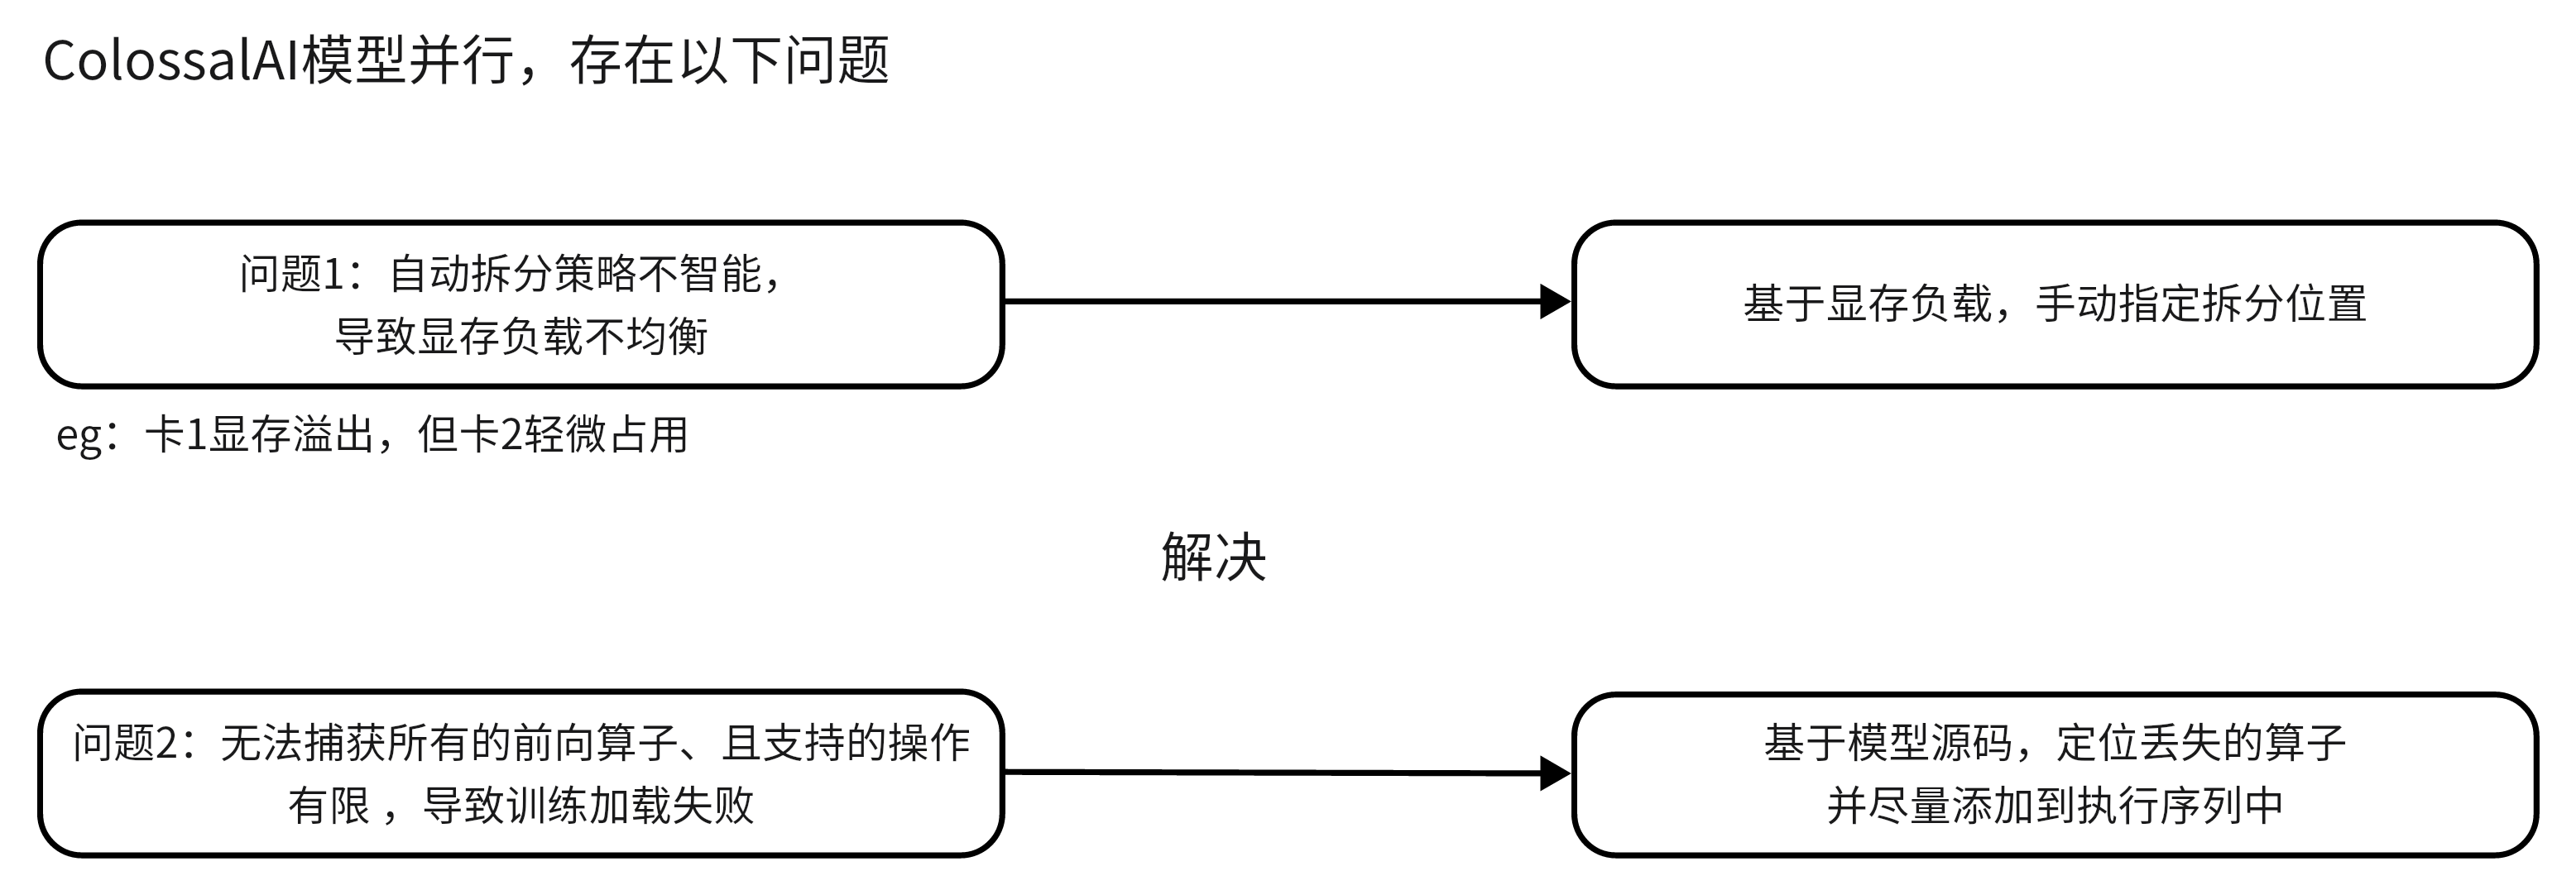 ColossalAI模型并行，存在以下问题
问题1：自动拆分策略不智能，
导致显存负载不均衡
基于显存负载，手动指定拆分位置
eg：卡1显存溢出，但卡2轻微占用
解决
问题2：无法捕获所有的前向算子、且支持的操作
有限 ，导致训练加载失败
基于模型源码，定位丢失的算子
并尽量添加到执行序列中